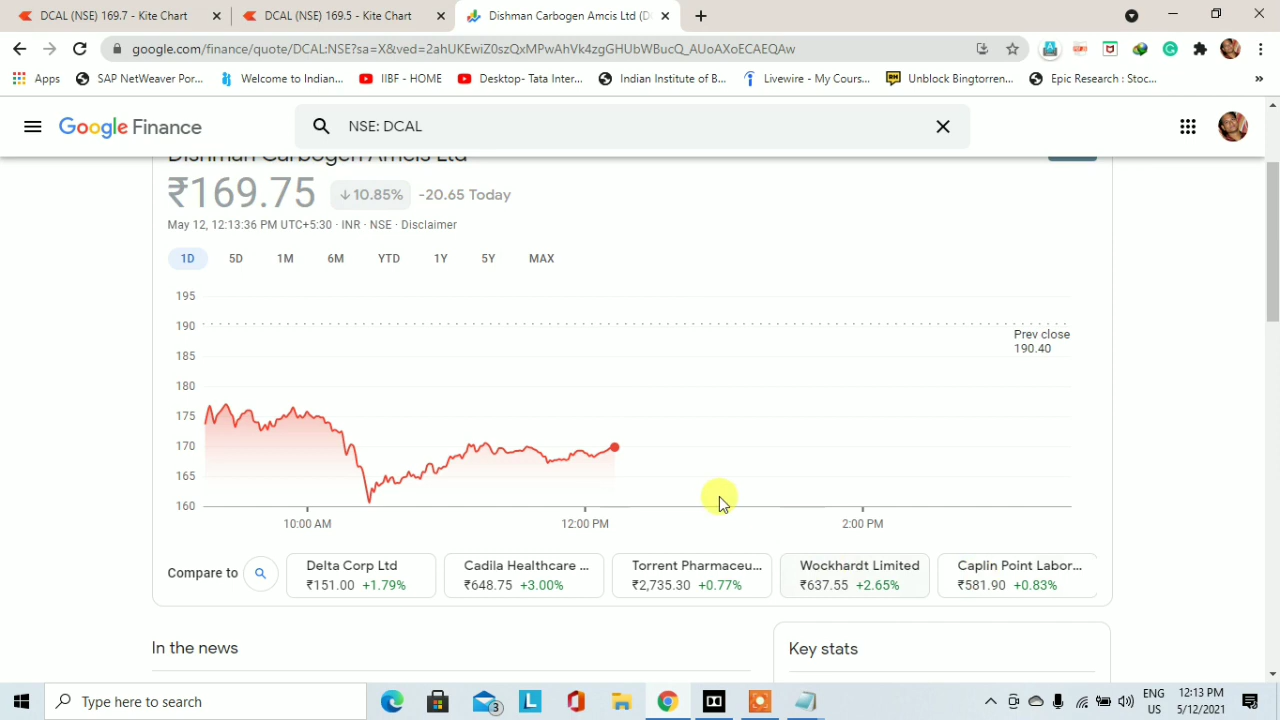 DCAL (NSE) 169.7 - Kite Chart
DCAL (NSE) 169.5 - Kite Chart
Dishman Carbogen Amcis Ltd (D
google.com/finance/quote/DCAL:NSE?sa=X&ved=2ahUKEwiZ0szQxMPwAhVk4zgGHUbWBucQ_AUoAXoECAEQAw
Apps
SAP NetWeaver Por...
Welcome to Indian...
IIBF - HOME
Desktop- Tata Inter...
Indian Institute of B...
Livewire - My Cours...
Unblock Bingtorren...
Epic Research : Stoc...
»
Google Finance
NSE: DCAL
Dishman Carbogen Amcis Ltd
₹169.75
↓10.85%
-20.65 Today
May 12, 12:13:36 PM UTC+5:30 · INR · NSE · Disclaimer
1D 5D 1M 6M YTD 1Y 5Y MAX
195
190
185
180
175
170
165
160
Prev close
190.40
10:00 AM
12:00 PM
2:00 PM
Compare to
Delta Corp Ltd
₹151.00 +1.79%
Cadila Healthcare ...
₹648.75 +3.00%
Torrent Pharmaceu...
₹2,735.30 +0.77%
Wockhardt Limited
₹637.55 +2.65%
Caplin Point Labor...
₹581.90 +0.83%
In the news
Key stats
Type here to search
3
ENG
US
12:13 PM
5/12/2021